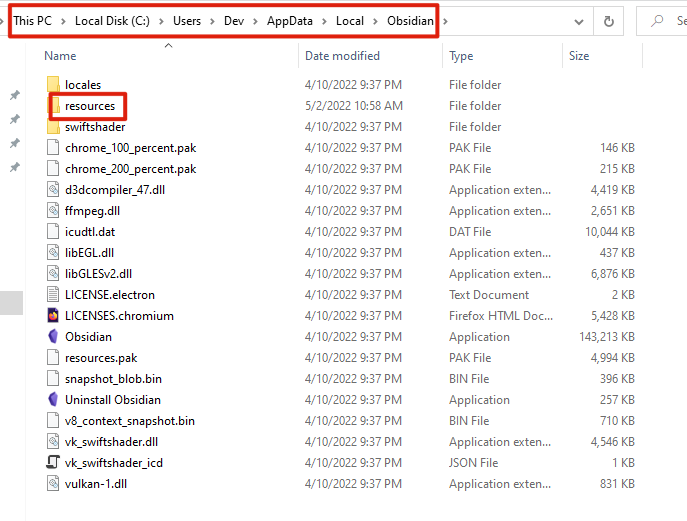 This PC > Local Disk (C:) > Users > Dev > AppData > Local > Obsidian > Se
Name Date modified Type Size
locales 4/10/2022 9:37 PM File folder
resources 5/2/2022 10:58 AM File folder
swiftshader 4/10/2022 9:37 PM File folder
chrome_100_percent.pak 4/10/2022 9:37 PM PAK File 146 KB
chrome_200_percent.pak 4/10/2022 9:37 PM PAK File 215 KB
d3dcompiler_47.dll 4/10/2022 9:37 PM Application exten... 4,419 KB
ffmpeg.dll 4/10/2022 9:37 PM Application exten... 2,651 KB
icudtl.dat 4/10/2022 9:37 PM DAT File 10,044 KB
libEGL.dll 4/10/2022 9:37 PM Application exten... 437 KB
libGLESv2.dll 4/10/2022 9:37 PM Application exten... 6,876 KB
LICENSE.electron 4/10/2022 9:37 PM Text Document 2 KB
LICENSES.chromium 4/10/2022 9:37 PM Firefox HTML Doc... 5,428 KB
Obsidian 4/10/2022 9:37 PM Application 143,213 KB
resources.pak 4/10/2022 9:37 PM PAK File 4,994 KB
snapshot_blob.bin 4/10/2022 9:37 PM BIN File 396 KB
Uninstall Obsidian 4/10/2022 9:37 PM Application 257 KB
v8_context_snapshot.bin 4/10/2022 9:37 PM BIN File 710 KB
vk_swiftshader.dll 4/10/2022 9:37 PM Application exten... 4,546 KB
vk_swiftshader_icd 4/10/2022 9:37 PM JSON File 1 KB
vulkan-1.dll 4/10/2022 9:37 PM Application exten... 831 KB